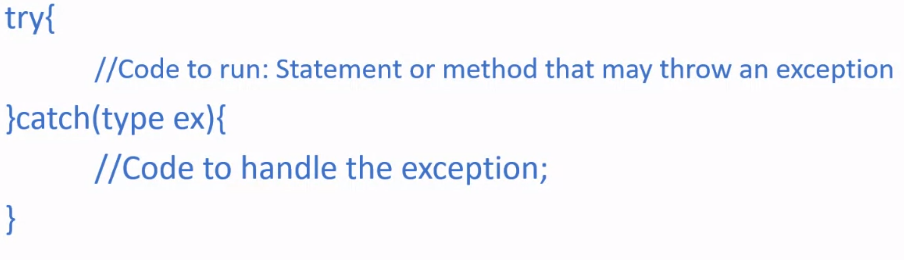 try{
//Code to run: Statement or method that may throw an exception
}catch(type ex){
//Code to handle the exception;
}